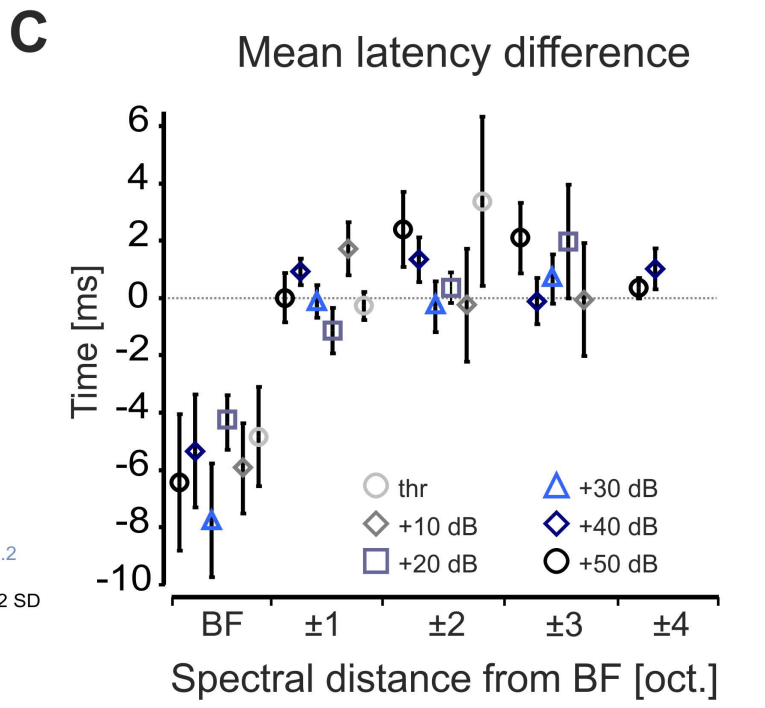 C
Mean latency difference
Time [ms]
6
4
2
0
-2
-4
-6
-8
-10
thr
+10 dB
+20 dB
+30 dB
+40 dB
+50 dB
.2
2 SD
BF
±1
±2
±3
±4
Spectral distance from BF [oct.]